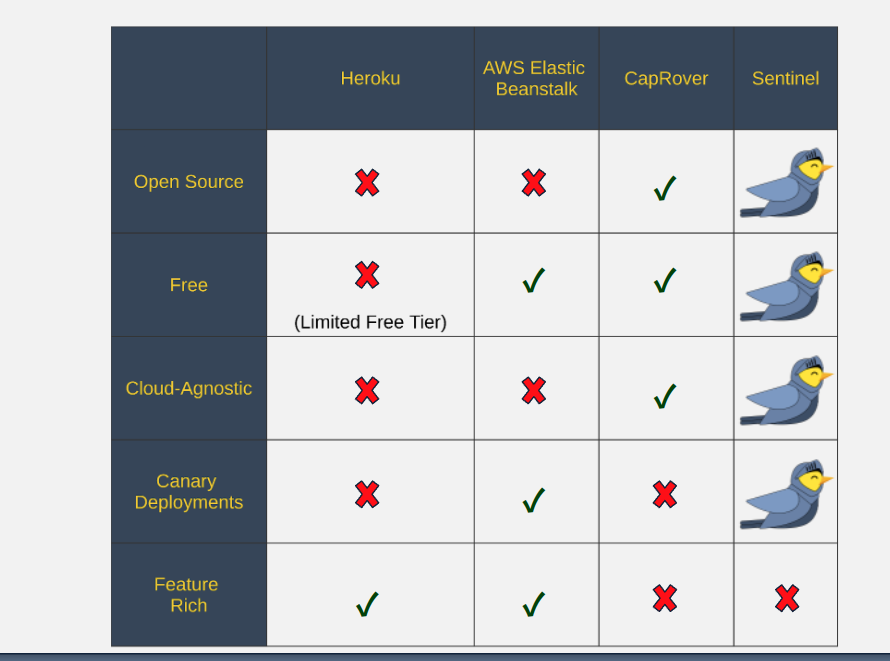 Heroku
AWS Elastic
Beanstalk
CapRover
Sentinel
Open Source
Free
(Limited Free Tier)
Cloud-Agnostic
Canary
Deployments
Feature
Rich